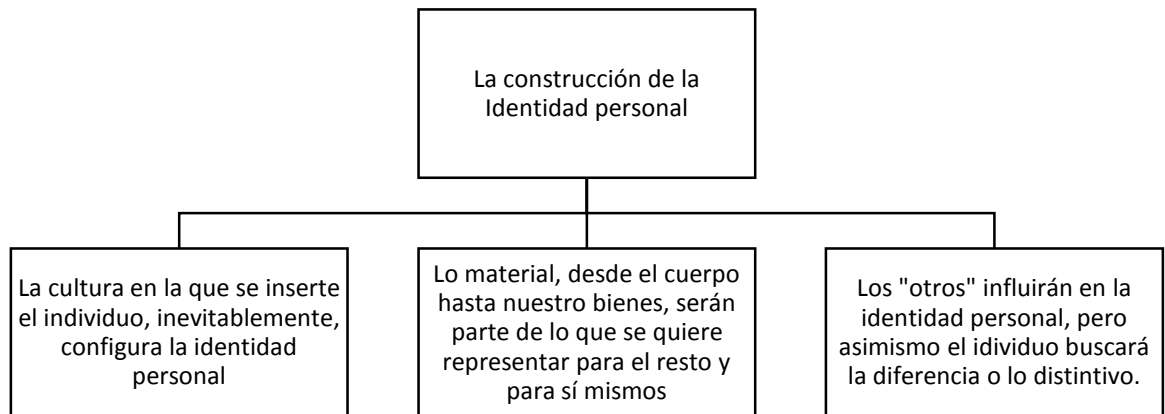 La construcción de la
Identidad personal
La cultura en la que se inserte
el individuo, inevitablemente,
configura la identidad
personal
Lo material, desde el cuerpo
hasta nuestro bienes, serán
parte de lo que se quiere
representar para el resto y
para sí mismos
Los "otros" influirán en la
identidad personal, pero
asimismo el idividuo buscará
la diferencia o lo distintivo.